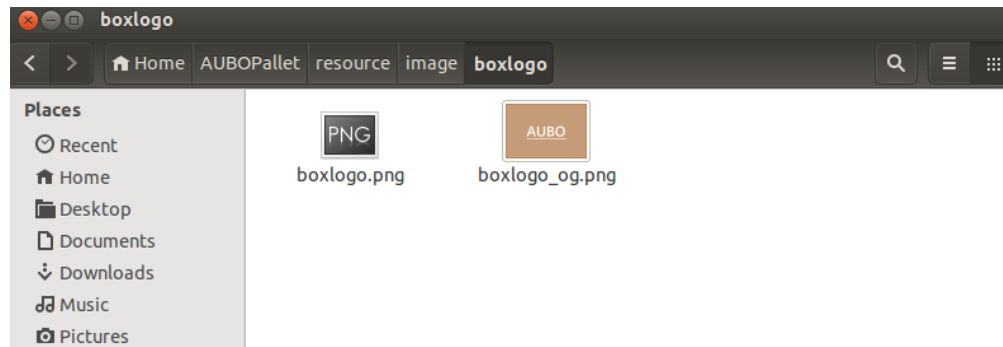 boxlogo
Home AUBOPallet resource image boxlogo
Places
Recent
Home
Desktop
Documents
Downloads
Music
Pictures
PNG
AUBO
boxlogo.png
boxlogo_og.png